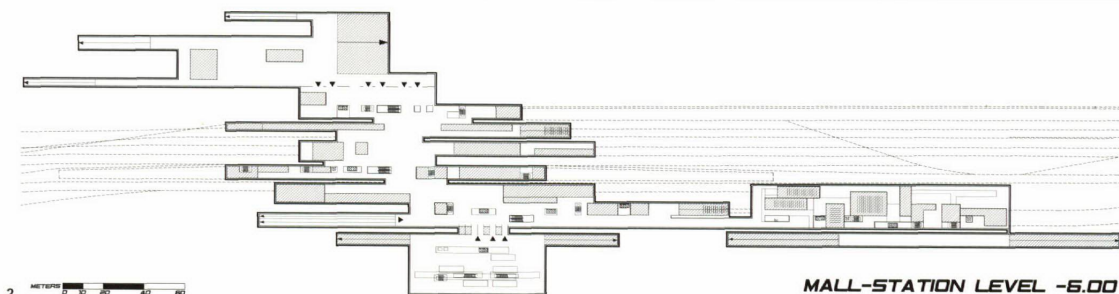 2
METERS
0 10 20 40 60
MALL-STATION LEVEL -6.00